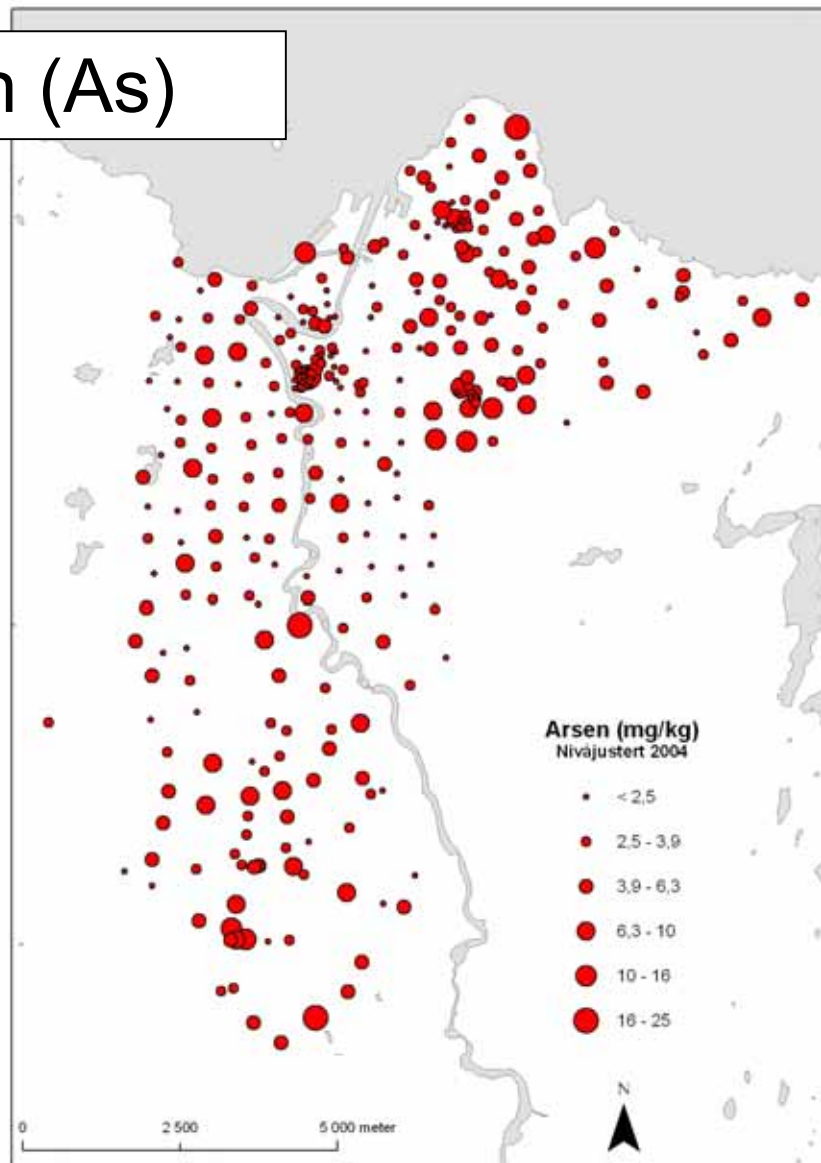 n (As)
Arsen (mg/kg)
Nivåjustert 2004
< 2,5
2,5 - 3,9
3,9 - 6,3
6,3 - 10
10 - 16
16 - 25
N
0 2 500 5 000 meter